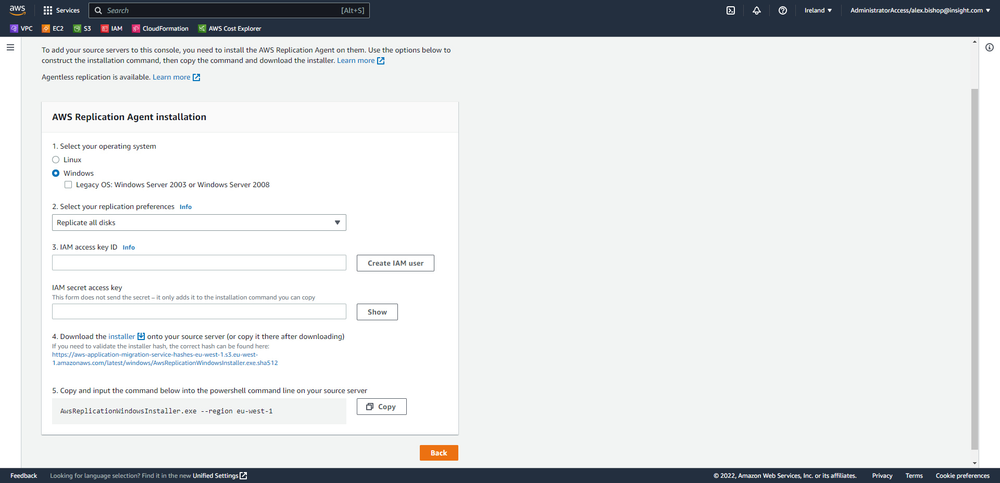 aws
Services
Search [Alt+S]
Ireland
AdministratorAccess/alex.bishop@insight.com
VPC EC2 S3 IAM CloudFormation AWS Cost Explorer
To add your source servers to this console, you need to install the AWS Replication Agent on them. Use the options below to
construct the installation command, then copy the command and download the installer. Learn more
Agentless replication is available. Learn more
AWS Replication Agent installation
1. Select your operating system
Linux
Windows
Legacy OS: Windows Server 2003 or Windows Server 2008
2. Select your replication preferences Info
Replicate all disks
3. IAM access key ID Info
Create IAM user
IAM secret access key
This form does not send the secret – it only adds it to the installation command you can copy
Show
4. Download the installer onto your source server (or copy it there after downloading)
If you need to validate the installer hash, the correct hash can be found here:
https://aws-application-migration-service-hashes-eu-west-1.s3.eu-west-
1.amazonaws.com/latest/windows/AwsReplicationWindowsInstaller.exe.sha512
5. Copy and input the command below into the powershell command line on your source server
AwsReplicationWindowsInstaller.exe --region eu-west-1
Copy
Back
Feedback Looking for language selection? Find it in the new Unified Settings © 2022, Amazon Web Services, Inc. or its affiliates. Privacy Terms Cookie preferences